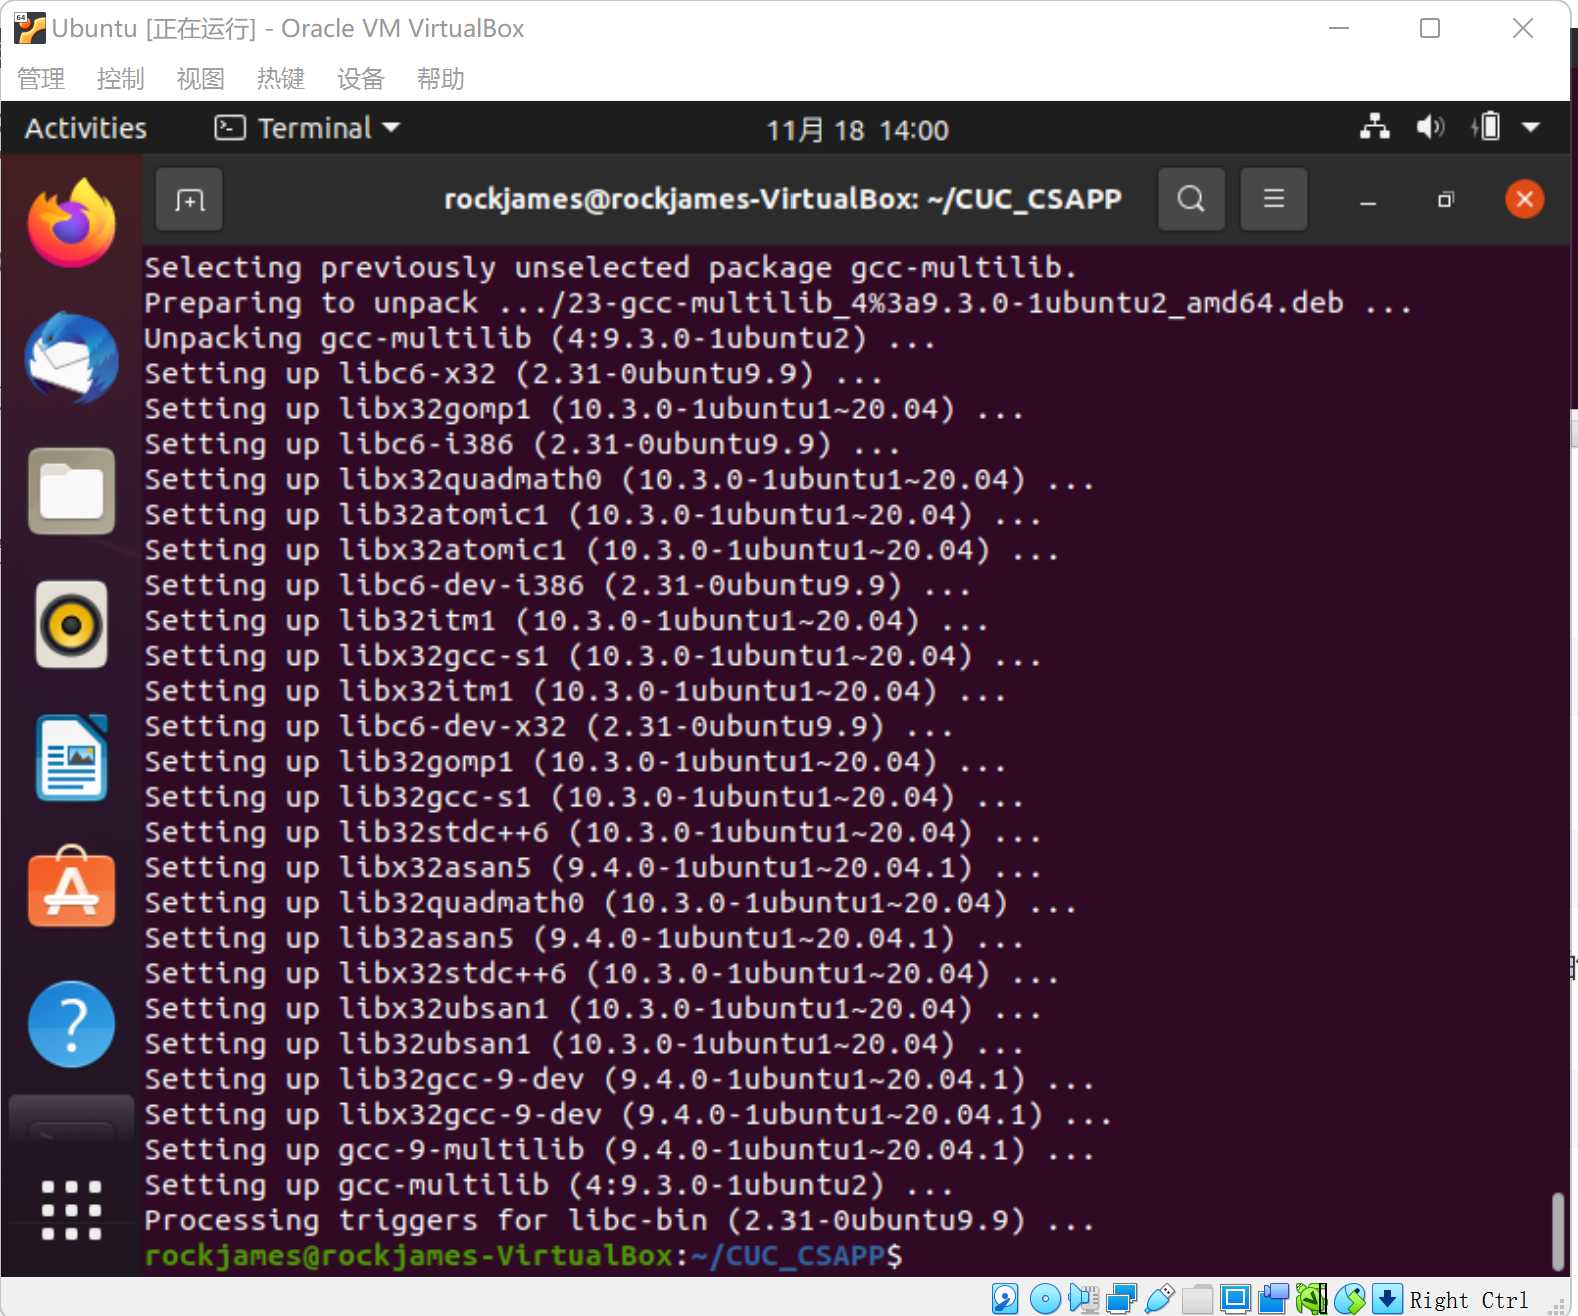 Ubuntu [正在运行] - Oracle VM VirtualBox
管理 控制 视图 热键 设备 帮助
Activities Terminal 11月 18 14:00
rockjames@rockjames-VirtualBox: ~/CUC_CSAPP
Selecting previously unselected package gcc-multilib.
Preparing to unpack .../23-gcc-multilib_4%3a9.3.0-1ubuntu2_amd64.deb ...
Unpacking gcc-multilib (4:9.3.0-1ubuntu2) ...
Setting up libc6-x32 (2.31-0ubuntu9.9) ...
Setting up libx32gomp1 (10.3.0-1ubuntu1~20.04) ...
Setting up libc6-i386 (2.31-0ubuntu9.9) ...
Setting up libx32quadmath0 (10.3.0-1ubuntu1~20.04) ...
Setting up lib32atomic1 (10.3.0-1ubuntu1~20.04) ...
Setting up libx32atomic1 (10.3.0-1ubuntu1~20.04) ...
Setting up libc6-dev-i386 (2.31-0ubuntu9.9) ...
Setting up lib32itm1 (10.3.0-1ubuntu1~20.04) ...
Setting up libx32gcc-s1 (10.3.0-1ubuntu1~20.04) ...
Setting up libx32itm1 (10.3.0-1ubuntu1~20.04) ...
Setting up libc6-dev-x32 (2.31-0ubuntu9.9) ...
Setting up lib32gomp1 (10.3.0-1ubuntu1~20.04) ...
Setting up lib32gcc-s1 (10.3.0-1ubuntu1~20.04) ...
Setting up lib32stdc++6 (10.3.0-1ubuntu1~20.04) ...
Setting up libx32asan5 (9.4.0-1ubuntu1~20.04.1) ...
Setting up lib32quadmath0 (10.3.0-1ubuntu1~20.04) ...
Setting up lib32asan5 (9.4.0-1ubuntu1~20.04.1) ...
Setting up libx32stdc++6 (10.3.0-1ubuntu1~20.04) ...
Setting up libx32ubsan1 (10.3.0-1ubuntu1~20.04) ...
Setting up lib32ubsan1 (10.3.0-1ubuntu1~20.04) ...
Setting up lib32gcc-9-dev (9.4.0-1ubuntu1~20.04.1) ...
Setting up libx32gcc-9-dev (9.4.0-1ubuntu1~20.04.1) ...
Setting up gcc-9-multilib (9.4.0-1ubuntu1~20.04.1) ...
Setting up gcc-multilib (4:9.3.0-1ubuntu2) ...
Processing triggers for libc-bin (2.31-0ubuntu9.9) ...
rockjames@rockjames-VirtualBox:~/CUC_CSAPP$
Right Ctrl